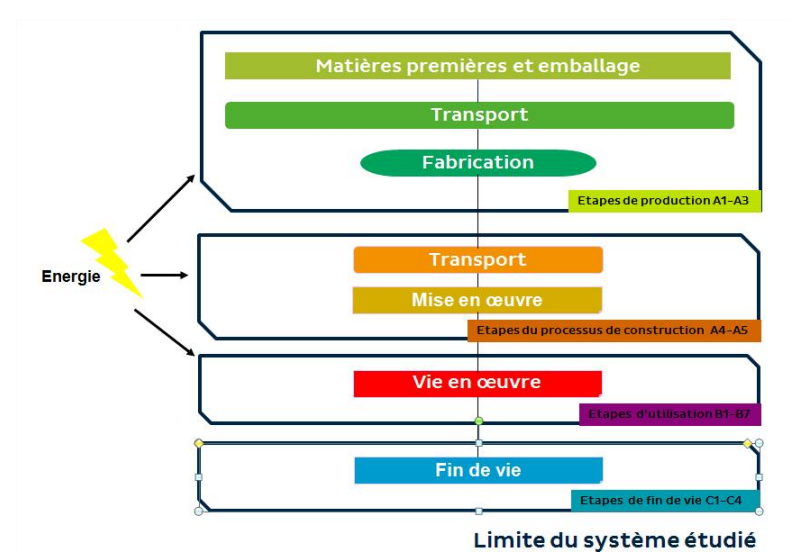 Matières premières et emballage
Transport
Fabrication
Etapes de production A1-A3
Energie
Transport
Mise en œuvre
Etapes du processus de construction A4-A5
Vie en œuvre
Etapes d'utilisation B1-B7
Fin de vie
Etapes de fin de vie C1-C4
Limite du système étudié